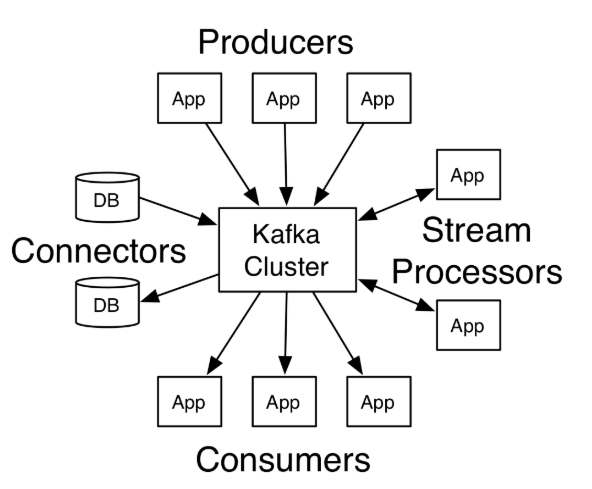 Producers
App
App
App
DB
App
Kafka
Cluster
Connectors
Stream
Processors
DB
App
App
App
App
Consumers